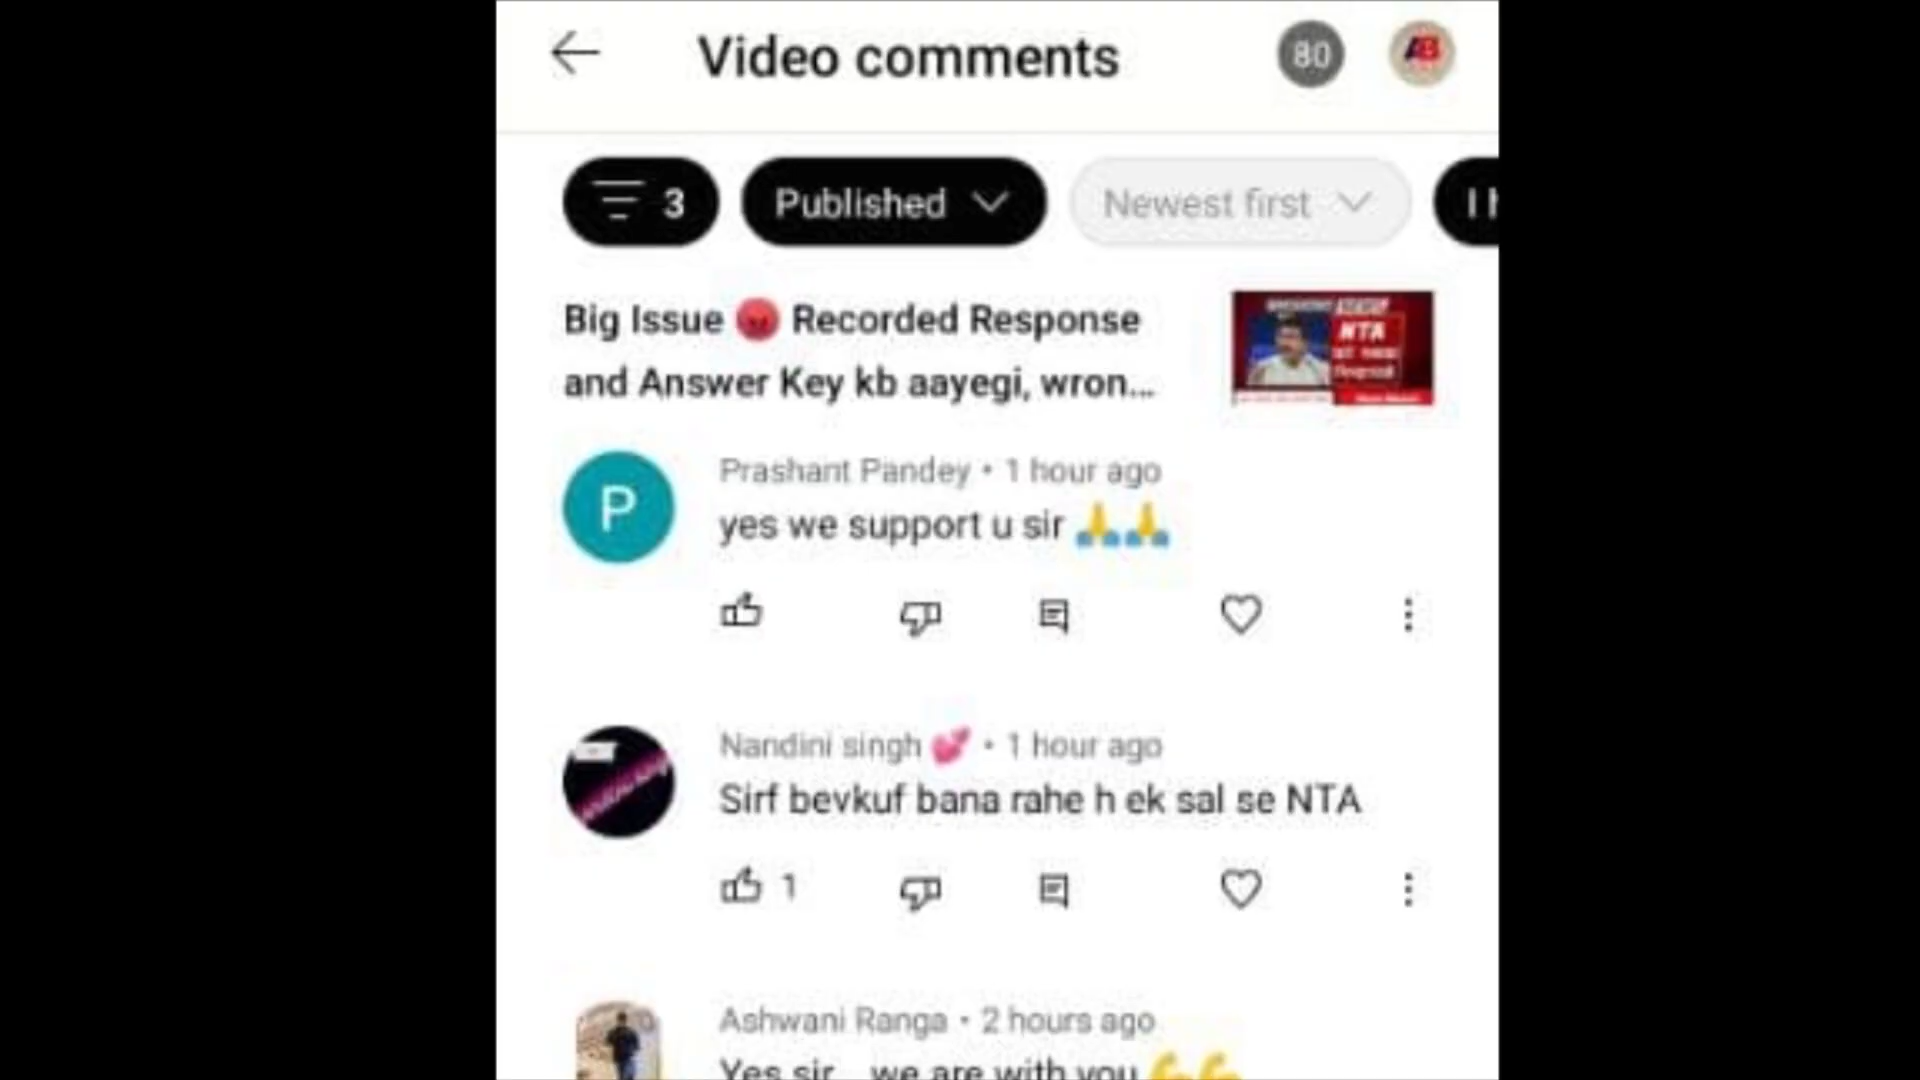 Video comments
80
AB
3
Published
Newest first
I h
Big Issue 😡 Recorded Response
and Answer Key kb aayegi, wron...
NTA
P
Prashant Pandey • 1 hour ago
yes we support u sir 🙏🙏
Nandini singh 💕 • 1 hour ago
Sirf bevkuf bana rahe h ek sal se NTA
1
Ashwani Ranga • 2 hours ago
Yes sir... we are with you 💪💪